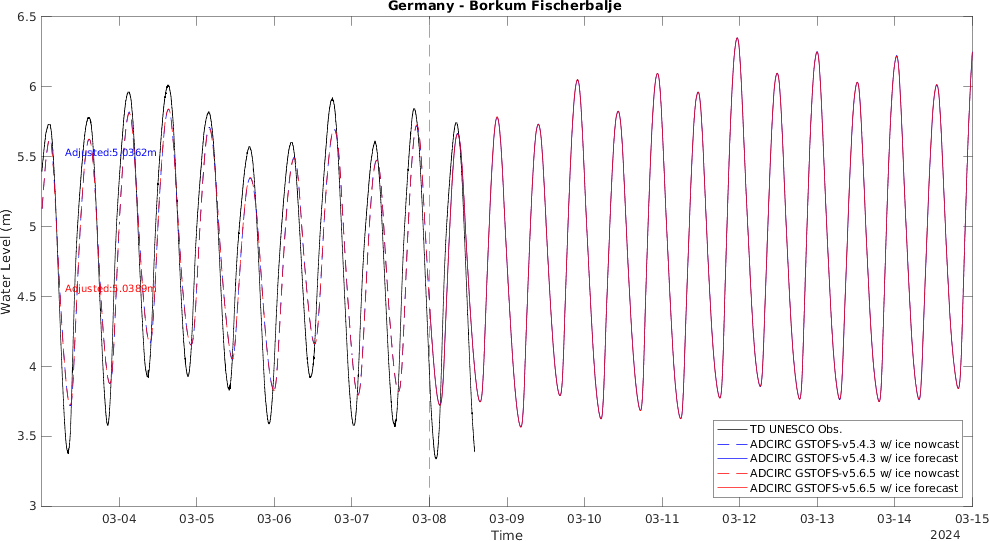 Germany - Borkum Fischerbalje
6.5
6
5.5
5
4.5
4
3.5
3
Water Level (m)
Adjusted:5.0362m
Adjusted:5.0389m
TD UNESCO Obs.
ADCIRC GSTOFS-v5.4.3 w/ ice nowcast
ADCIRC GSTOFS-v5.4.3 w/ ice forecast
ADCIRC GSTOFS-v5.6.5 w/ ice nowcast
ADCIRC GSTOFS-v5.6.5 w/ ice forecast
03-04 03-05 03-06 03-07 03-08 03-09 03-10 03-11 03-12 03-13 03-14 03-15
Time
2024